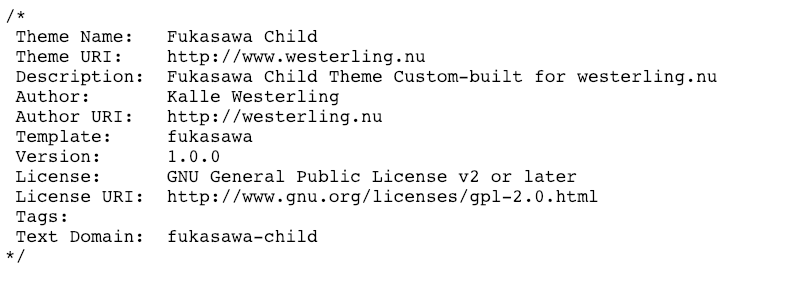 /*
Theme Name: Fukasawa Child
Theme URI: http://www.westerling.nu
Description: Fukasawa Child Theme Custom-built for westerling.nu
Author: Kalle Westerling
Author URI: http://westerling.nu
Template: fukasawa
Version: 1.0.0
License: GNU General Public License v2 or later
License URI: http://www.gnu.org/licenses/gpl-2.0.html
Tags:
Text Domain: fukasawa-child
*/